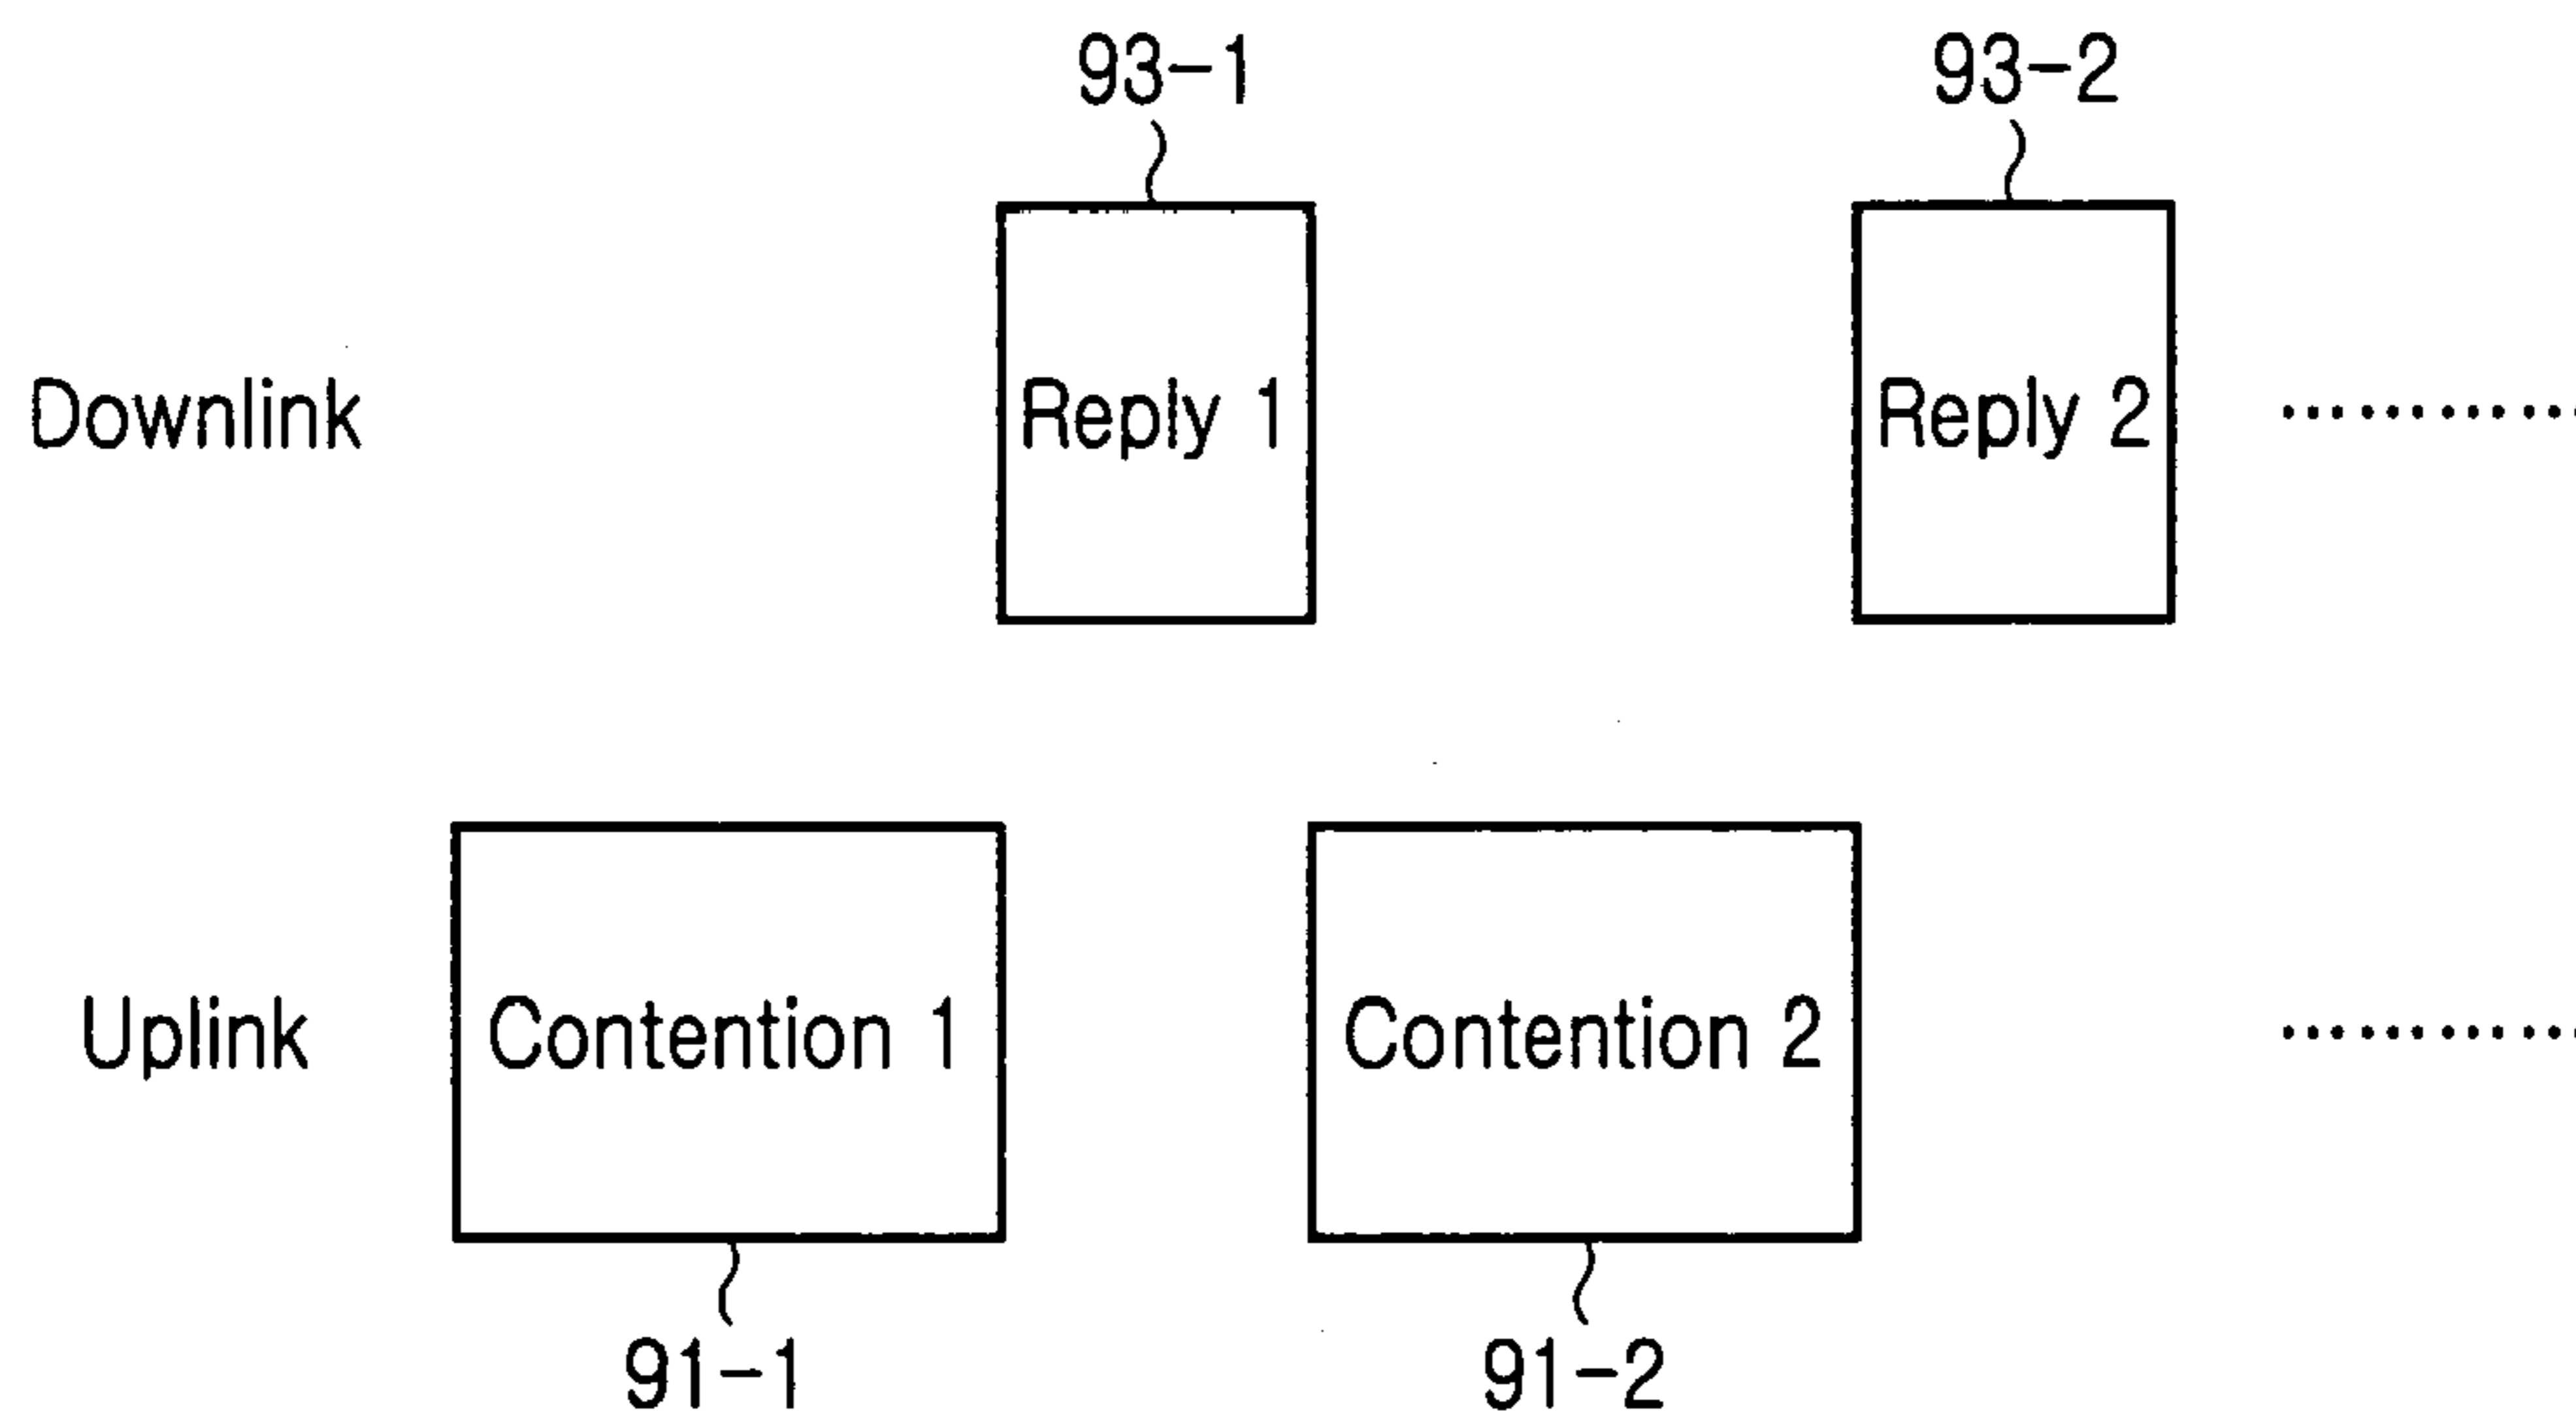 93-1
93-2
Downlink
Reply 1
Reply 2
Uplink
Contention 1
Contention 2
91-1
91-2